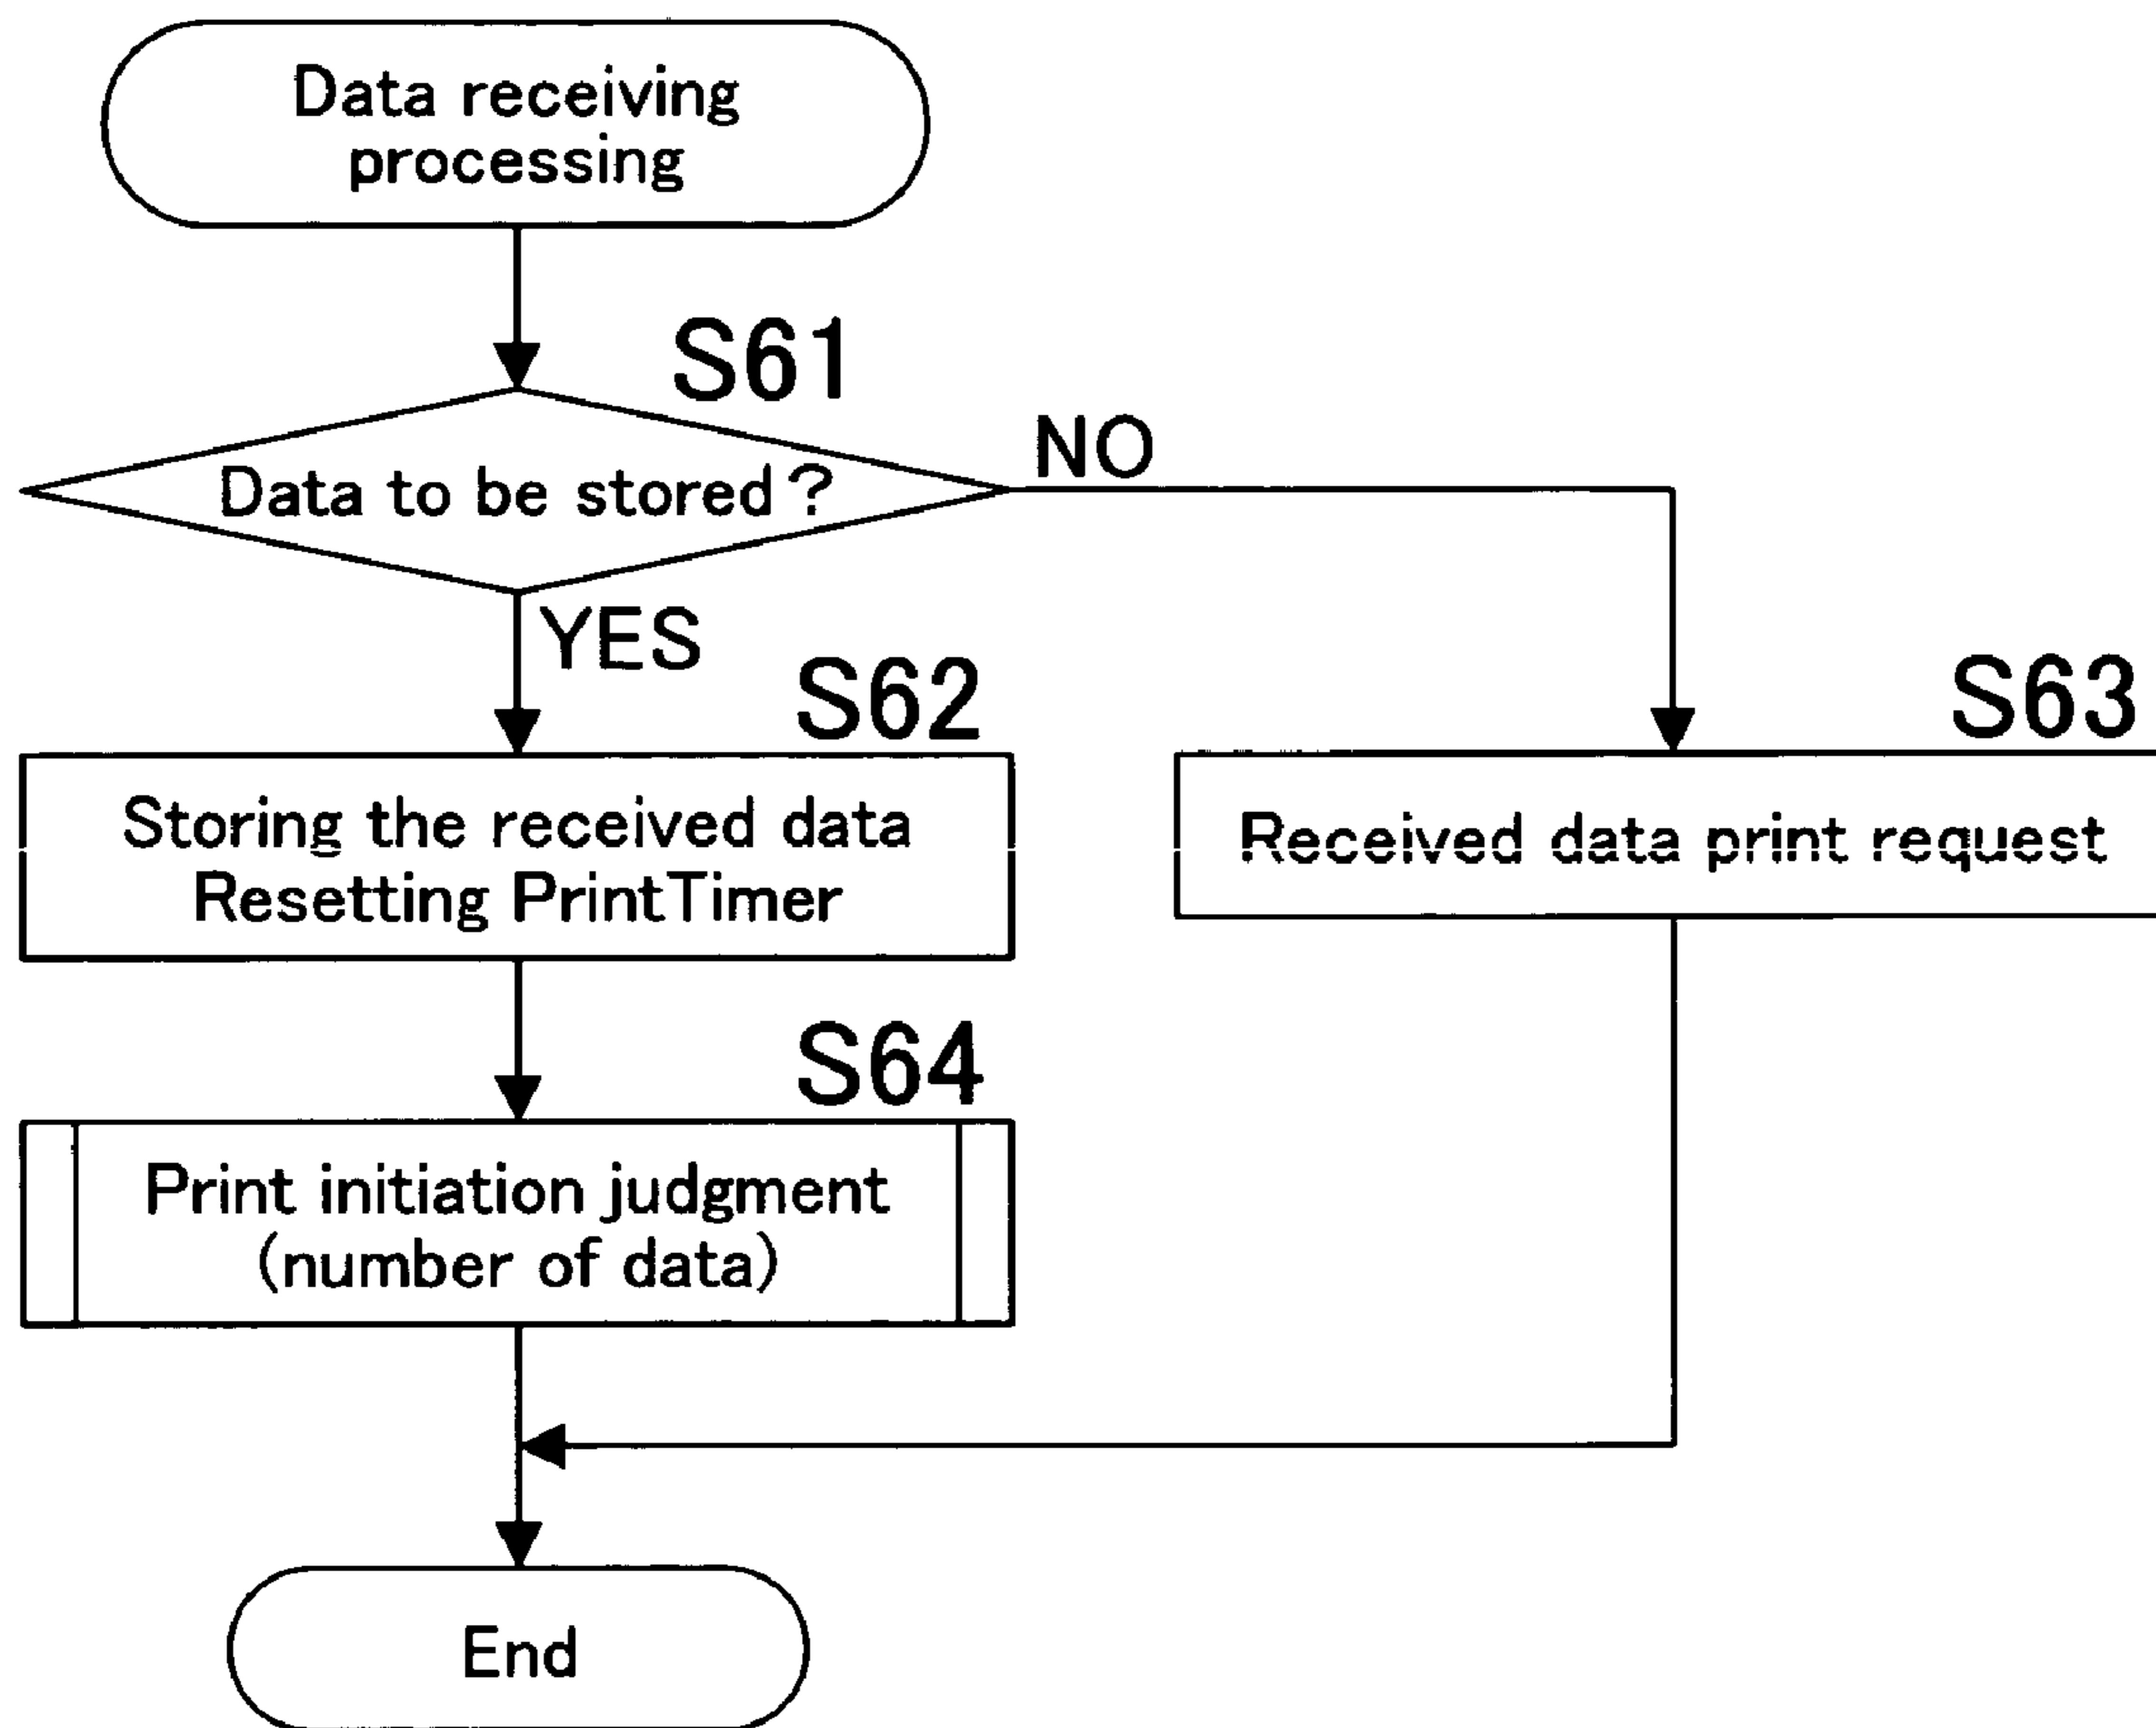 Data receiving
processing
S61
Data to be stored ?
NO
YES
S62
Storing the received data
Resetting PrintTimer
S63
Received data print request
S64
Print initiation judgment
(number of data)
End